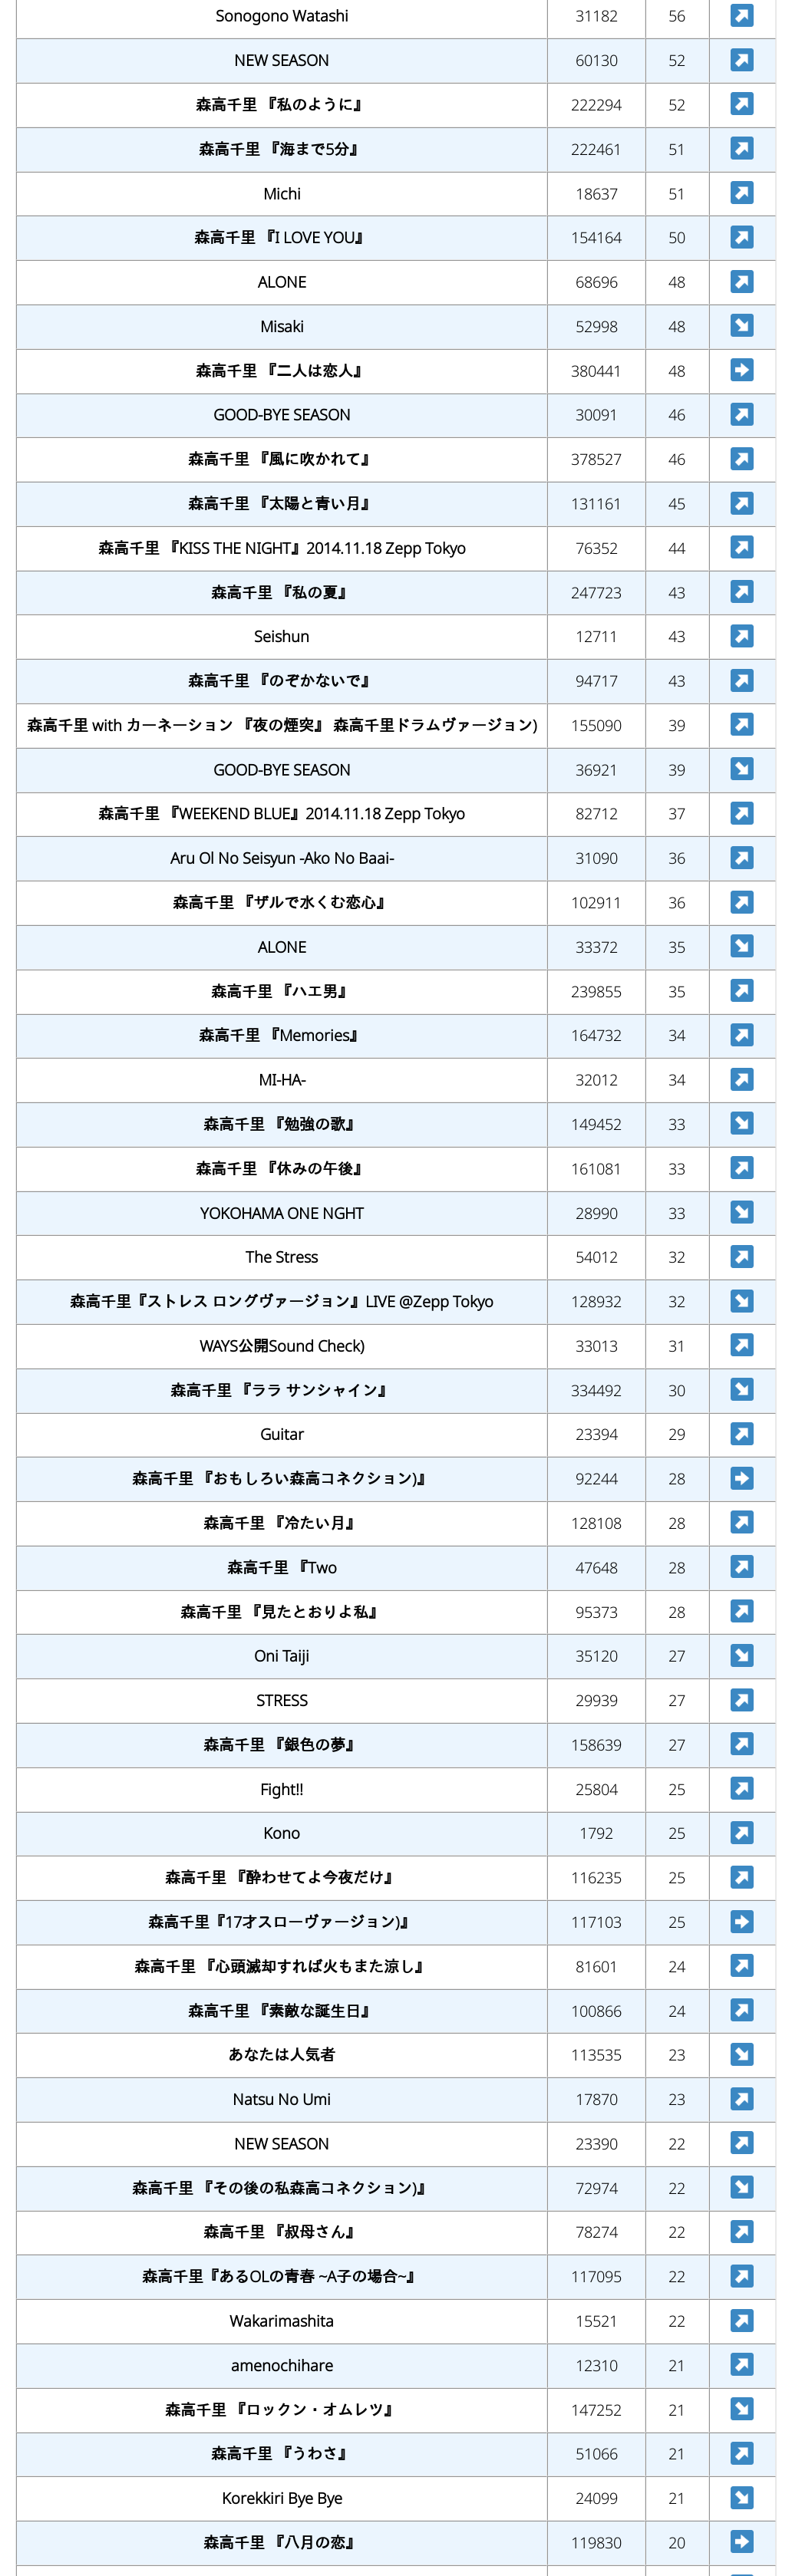 Sonogono Watashi 31182 56
NEW SEASON 60130 52
森高千里 『私のように』 222294 52
森高千里 『海まで5分』 222461 51
Michi 18637 51
森高千里 『I LOVE YOU』 154164 50
ALONE 68696 48
Misaki 52998 48
森高千里 『二人は恋人』 380441 48
GOOD-BYE SEASON 30091 46
森高千里 『風に吹かれて』 378527 46
森高千里 『太陽と青い月』 131161 45
森高千里 『KISS THE NIGHT』2014.11.18 Zepp Tokyo 76352 44
森高千里 『私の夏』 247723 43
Seishun 12711 43
森高千里 『のぞかないで』 94717 43
森高千里 with カーネーション 『夜の煙突』 森高千里ドラムヴァージョン) 155090 39
GOOD-BYE SEASON 36921 39
森高千里 『WEEKEND BLUE』2014.11.18 Zepp Tokyo 82712 37
Aru Ol No Seisyun -Ako No Baai- 31090 36
森高千里 『ザルで水くむ恋心』 102911 36
ALONE 33372 35
森高千里 『ハエ男』 239855 35
森高千里 『Memories』 164732 34
MI-HA- 32012 34
森高千里 『勉強の歌』 149452 33
森高千里 『休みの午後』 161081 33
YOKOHAMA ONE NGHT 28990 33
The Stress 54012 32
森高千里『ストレス ロングヴァージョン』LIVE @Zepp Tokyo 128932 32
WAYS公開Sound Check) 33013 31
森高千里 『ララ サンシャイン』 334492 30
Guitar 23394 29
森高千里 『おもしろい森高コネクション)』 92244 28
森高千里 『冷たい月』 128108 28
森高千里 『Two 47648 28
森高千里 『見たとおりよ私』 95373 28
Oni Taiji 35120 27
STRESS 29939 27
森高千里 『銀色の夢』 158639 27
Fight!! 25804 25
Kono 1792 25
森高千里 『酔わせてよ今夜だけ』 116235 25
森高千里『17才スローヴァージョン)』 117103 25
森高千里 『心頭滅却すれば火もまた涼し』 81601 24
森高千里 『素敵な誕生日』 100866 24
あなたは人気者 113535 23
Natsu No Umi 17870 23
NEW SEASON 23390 22
森高千里 『その後の私森高コネクション)』 72974 22
森高千里 『叔母さん』 78274 22
森高千里『あるOLの青春 ~A子の場合~』 117095 22
Wakarimashita 15521 22
amenochihare 12310 21
森高千里 『ロックン・オムレツ』 147252 21
森高千里 『うわさ』 51066 21
Korekkiri Bye Bye 24099 21
森高千里 『八月の恋』 119830 20